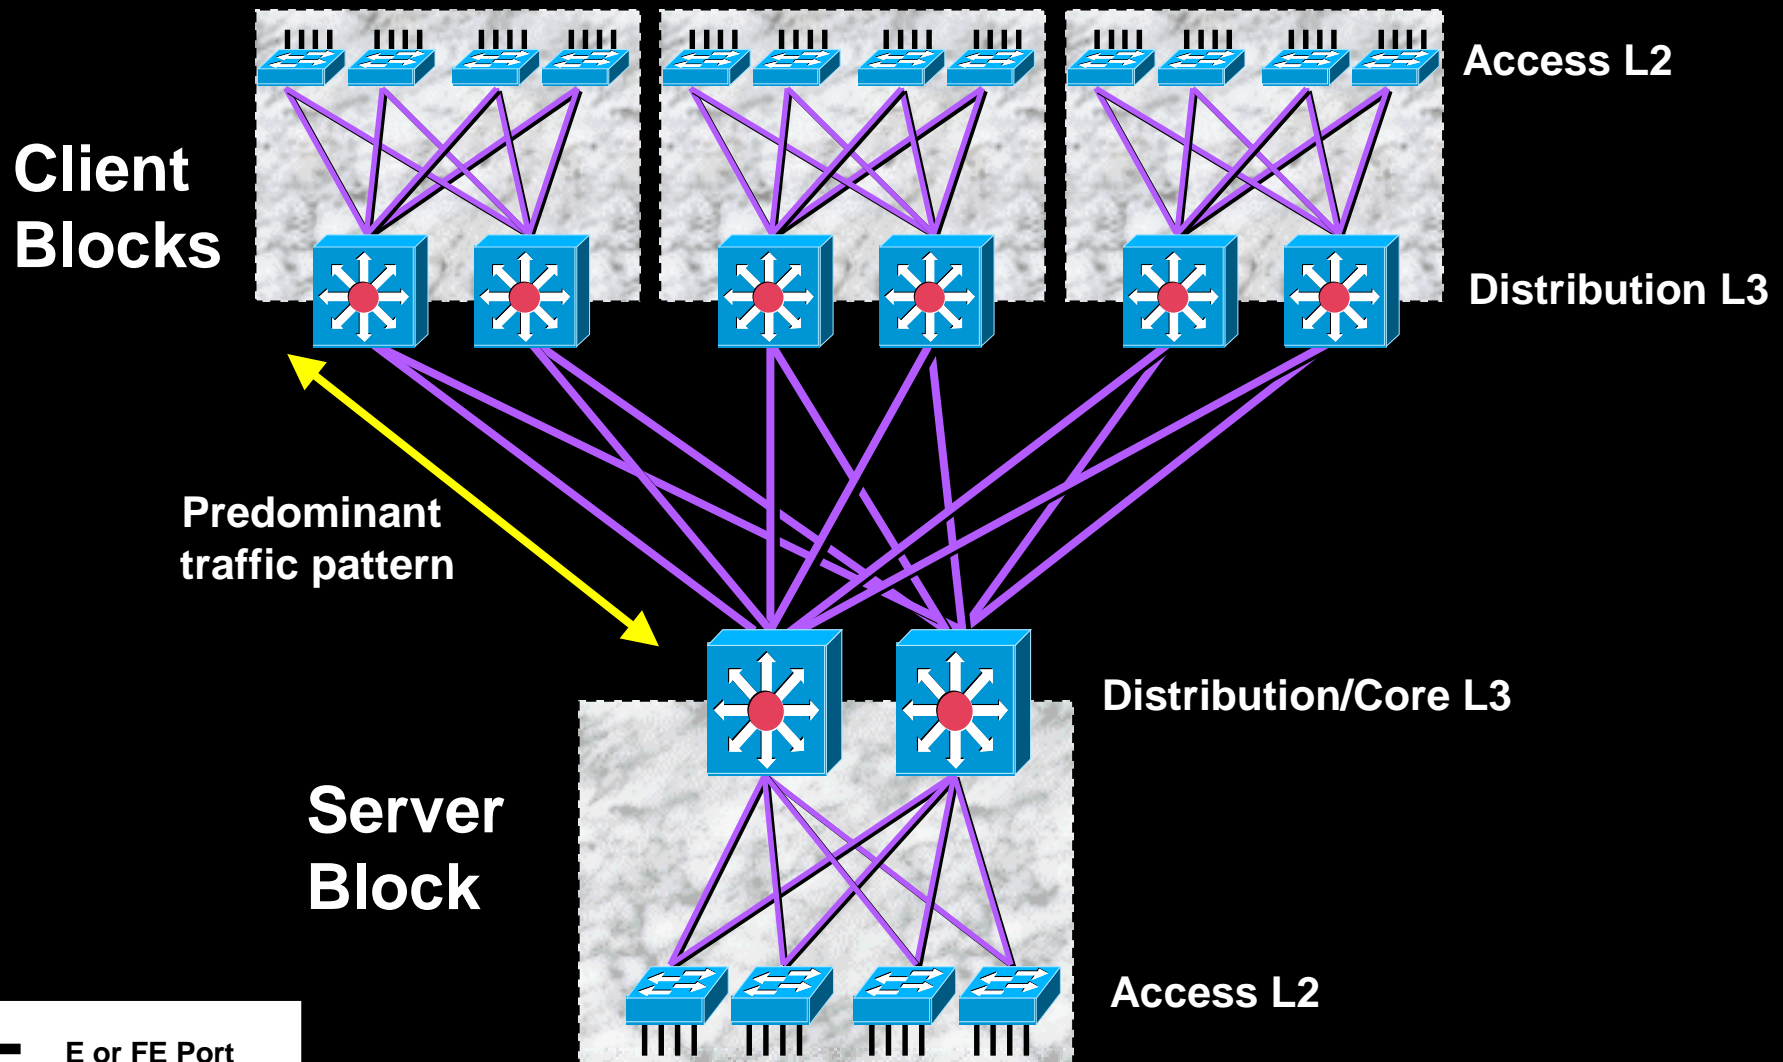 Access L2
Client
Blocks
Distribution L3
Predominant
traffic pattern
Distribution/Core L3
Server
Block
Access L2
E or FE Port